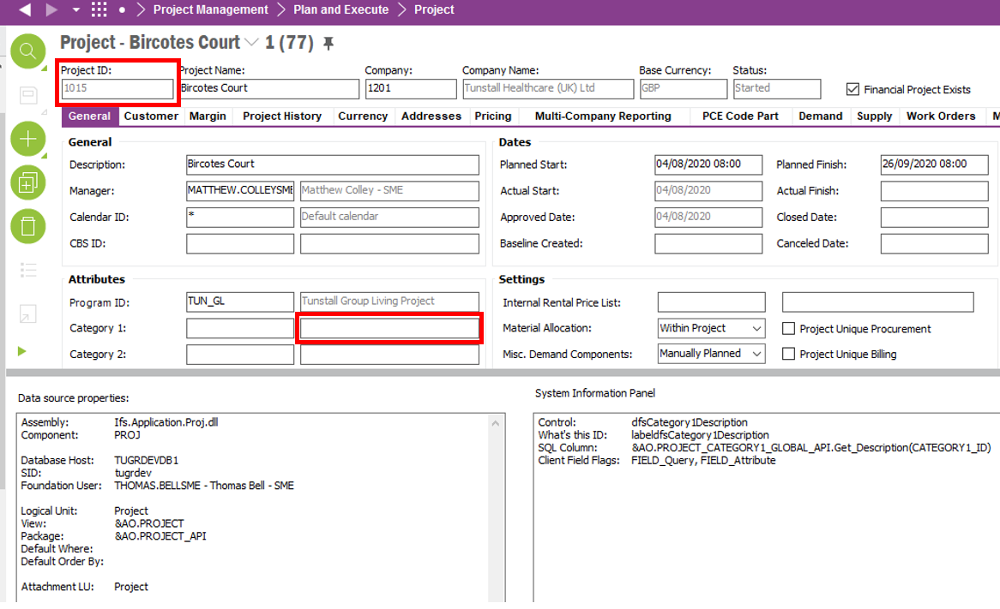 Project Management Plan and Execute Project
Project - Bircotes Court 1 (77)
Project ID: Project Name: Company: Company Name: Base Currency: Status:
1015 Bircotes Court 1201 Tunstall Healthcare (UK) Ltd GBP Started Financial Project Exists
General Customer Margin Project History Currency Addresses Pricing Multi-Company Reporting PCE Code Part Demand Supply Work Orders M
General
Description: Bircotes Court
Manager: MATTHEW.COLLEYSME Matthew Colley - SME
Calendar ID: * Default calendar
CBS ID:
Dates
Planned Start: 04/08/2020 08:00 Planned Finish: 26/09/2020 08:00
Actual Start: 04/08/2020 Actual Finish:
Approved Date: 04/08/2020 Closed Date:
Baseline Created: Canceled Date:
Attributes
Program ID: TUN_GL Tunstall Group Living Project
Category 1:
Category 2:
Settings
Internal Rental Price List:
Material Allocation: Within Project Project Unique Procurement
Misc. Demand Components: Manually Planned Project Unique Billing
Data source properties:
Assembly: Ifs.Application.Proj.dll
Component: PROJ
Database Host: TUGRDEVDB1
SID: tugrdev
Foundation User: THOMAS.BELLSME - Thomas Bell - SME
Logical Unit: Project
View: &AO.PROJECT
Package: &AO.PROJECT_API
Default Where:
Default Order By:
Attachment LU: Project
System Information Panel
Control: dfsCategory1Description
What's this ID: labeldfsCategory1Description
SQL Column: &AO.PROJECT_CATEGORY1_GLOBAL_API.Get_Description(CATEGORY1_ID)
Client Field Flags: FIELD_Query, FIELD_Attribute